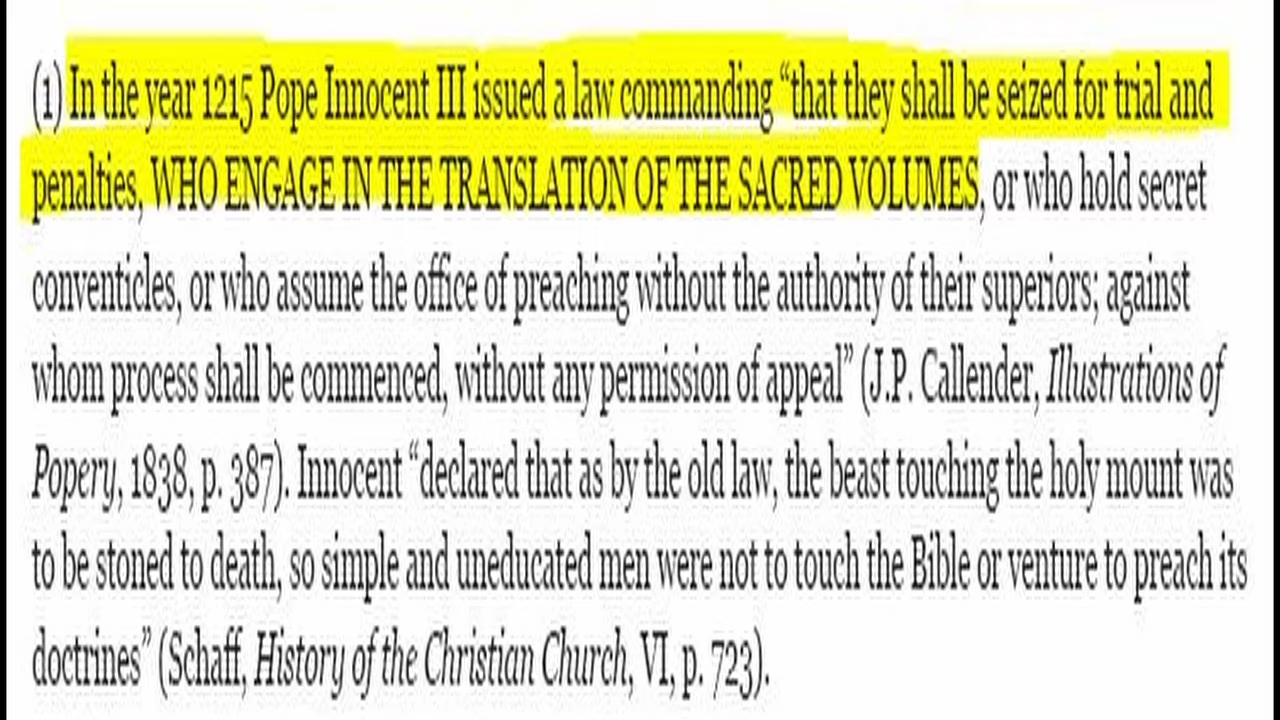 (1) In the year 1215 Pope Innocent III issued a law commanding “that they shall be seized for trial and
penalties, WHO ENGAGE IN THE TRANSLATION OF THE SACRED VOLUMES, or who hold secret
conventicles, or who assume the office of preaching without the authority of their superiors; against
whom process shall be commenced, without any permission of appeal” (J.P. Callender, Illustrations of
Popery, 1838, p. 387). Innocent “declared that as by the old law, the beast touching the holy mount was
to be stoned to death, so simple and uneducated men were not to touch the Bible or venture to preach its
doctrines” (Schaff, History of the Christian Church, VI, p. 723).